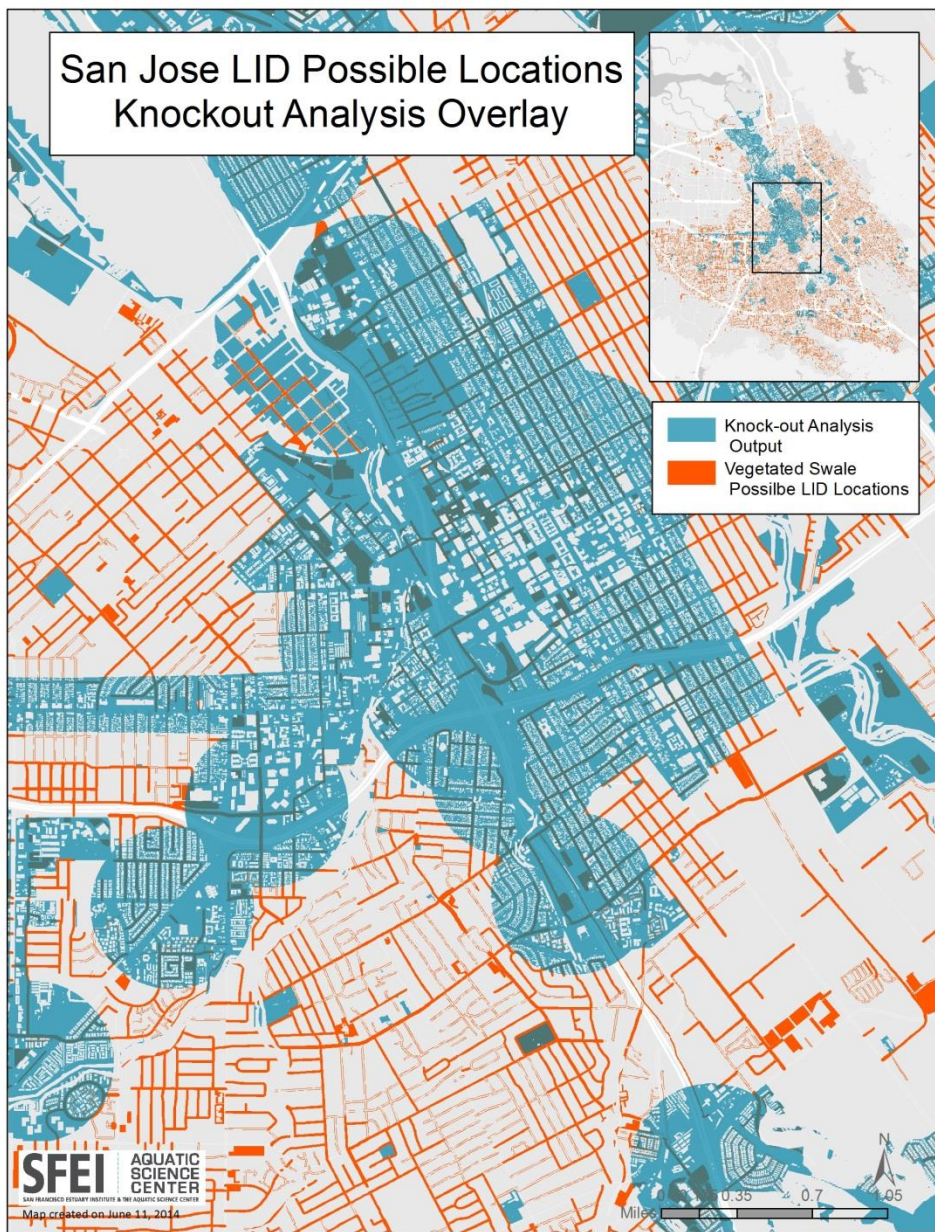 San Jose LID Possible Locations
Knockout Analysis Overlay
Knock-out Analysis
Output
Vegetated Swale
Possilbe LID Locations
SFEI
AQUATIC
SCIENCE
CENTER
SAN FRANCISCO ESTUARY INSTITUTE & THE AQUATIC SCIENCE CENTER
Map created on June 11, 2014
N
0.35 0.7 1.05
Miles